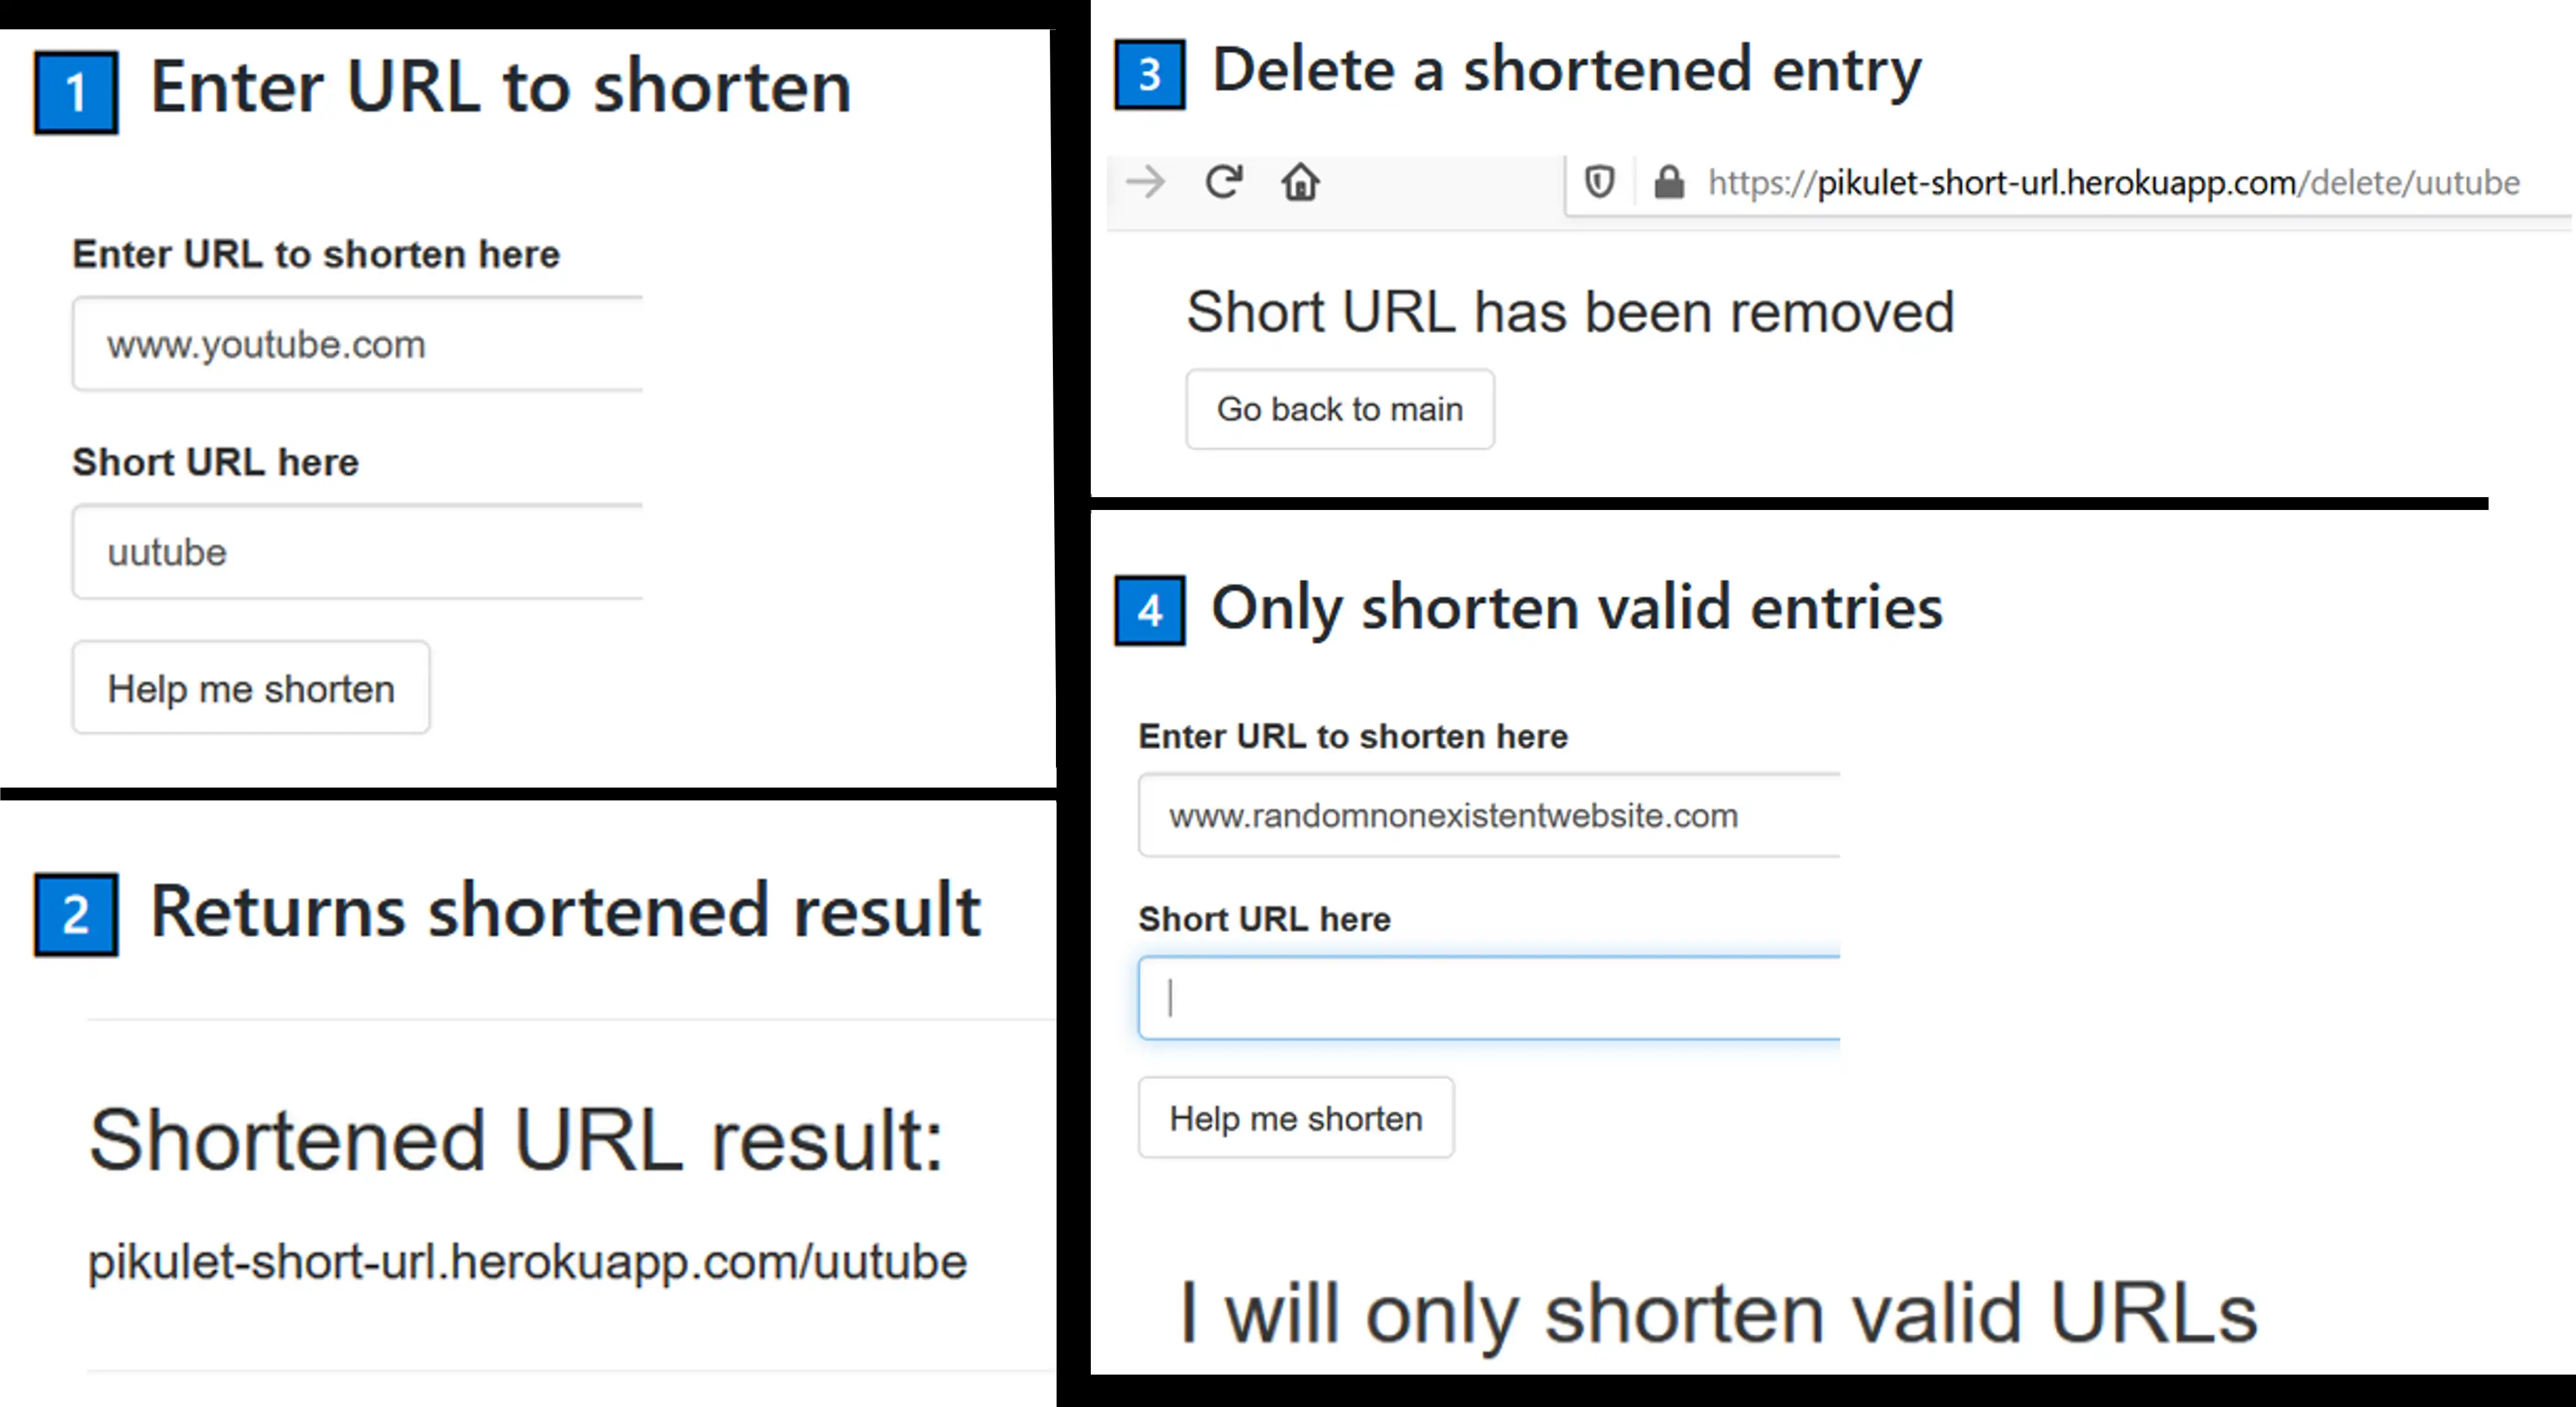 1 Enter URL to shorten
Enter URL to shorten here
www.youtube.com
Short URL here
uutube
Help me shorten
2 Returns shortened result
Shortened URL result:
pikulet-short-url.herokuapp.com/uutube
3 Delete a shortened entry
https://pikulet-short-url.herokuapp.com/delete/uutube
Short URL has been removed
Go back to main
4 Only shorten valid entries
Enter URL to shorten here
www.randomnonexistentwebsite.com
Short URL here
Help me shorten
I will only shorten valid URLs